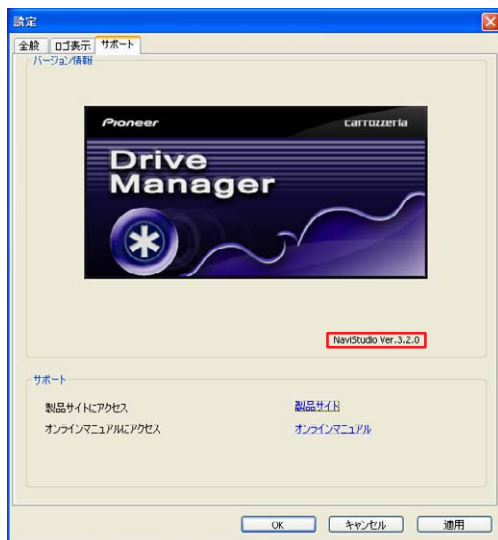 設定
全般 ロゴ表示 サポート
バージョン情報
Pioneer carrozzeria
Drive
Manager
NaviStudio Ver.3.2.0
サポート
製品サイトにアクセス 製品サイト
オンラインマニュアルにアクセス オンラインマニュアル
OK キャンセル 適用